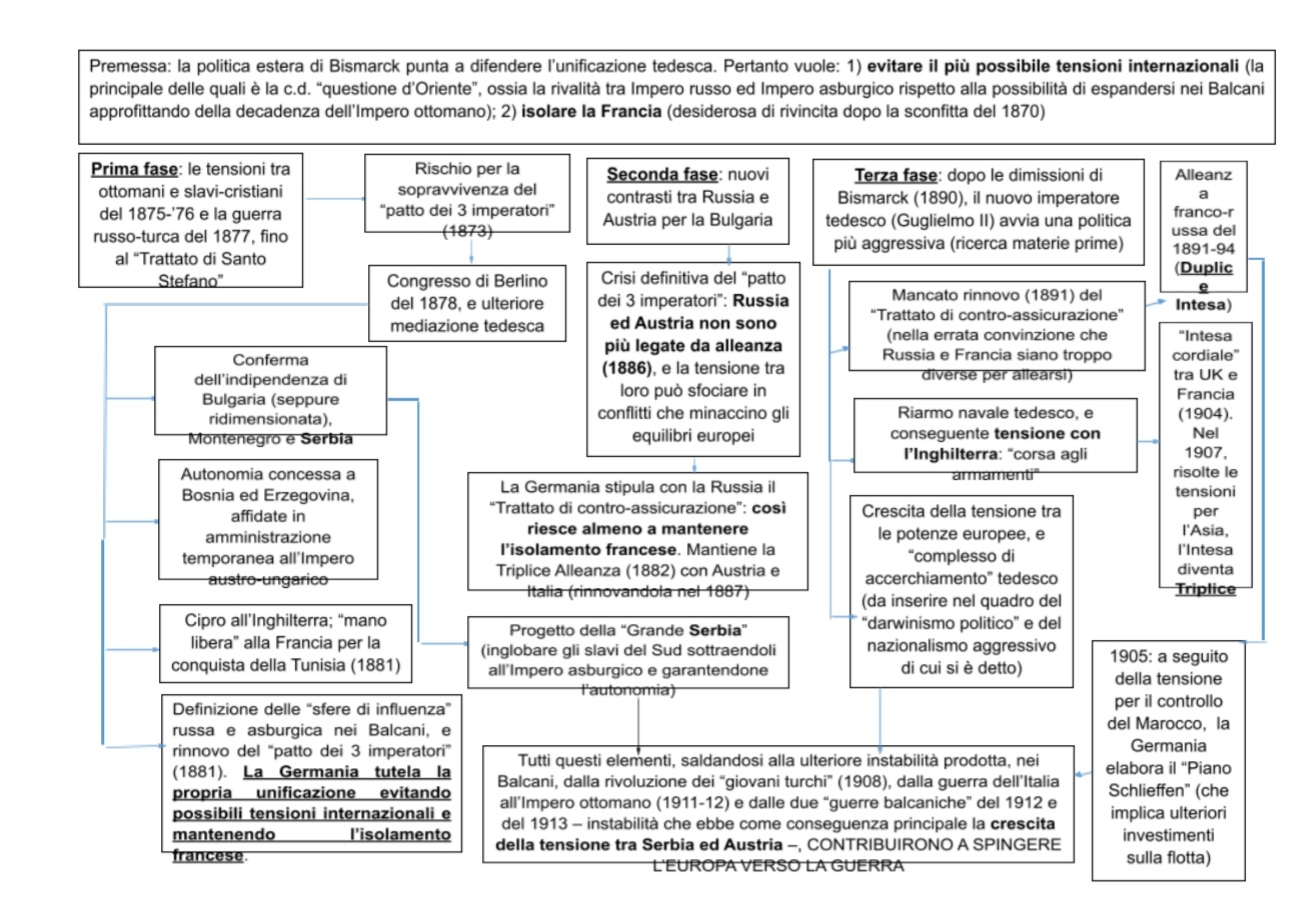 Premessa: la politica estera di Bismarck punta a difendere l’unificazione tedesca. Pertanto vuole: 1) evitare il più possibile tensioni internazionali (la
principale delle quali è la c.d. “questione d’Oriente”, ossia la rivalità tra Impero russo ed Impero asburgico rispetto alla possibilità di espandersi nei Balcani
approfittando della decadenza dell’Impero ottomano); 2) isolare la Francia (desiderosa di rivincita dopo la sconfitta del 1870)
Prima fase: le tensioni tra
ottomani e slavi-cristiani
del 1875-’76 e la guerra
russo-turca del 1877, fino
al “Trattato di Santo
Stefano”
Rischio per la
sopravvivenza del
“patto dei 3 imperatori”
(1873)
Congresso di Berlino
del 1878, e ulteriore
mediazione tedesca
Conferma
dell’indipendenza di
Bulgaria (seppure
ridimensionata),
Montenegro e Serbia
Autonomia concessa a
Bosnia ed Erzegovina,
affidate in
amministrazione
temporanea all’Impero
austro-ungarico
Cipro all’Inghilterra; “mano
libera” alla Francia per la
conquista della Tunisia (1881)
Definizione delle “sfere di influenza”
russa e asburgica nei Balcani, e
rinnovo del “patto dei 3 imperatori”
(1881). La Germania tutela la
propria unificazione evitando
possibili tensioni internazionali e
mantenendo l’isolamento
francese.
Seconda fase: nuovi
contrasti tra Russia e
Austria per la Bulgaria
Crisi definitiva del “patto
dei 3 imperatori”: Russia
ed Austria non sono
più legate da alleanza
(1886), e la tensione tra
loro può sfociare in
conflitti che minaccino gli
equilibri europei
La Germania stipula con la Russia il
“Trattato di contro-assicurazione”: così
riesce almeno a mantenere
l’isolamento francese. Mantiene la
Triplice Alleanza (1882) con Austria e
Italia (rinnovandola nel 1887)
Progetto della “Grande Serbia”
(inglobare gli slavi del Sud sottraendoli
all’Impero asburgico e garantendone
l’autonomia)
Terza fase: dopo le dimissioni di
Bismarck (1890), il nuovo imperatore
tedesco (Guglielmo II) avvia una politica
più aggressiva (ricerca materie prime)
Mancato rinnovo (1891) del
“Trattato di contro-assicurazione”
(nella errata convinzione che
Russia e Francia siano troppo
diverse per allearsi)
Riarmo navale tedesco, e
conseguente tensione con
l’Inghilterra: “corsa agli
armamenti”
Crescita della tensione tra
le potenze europee, e
“complesso di
accerchiamento” tedesco
(da inserire nel quadro del
“darwinismo politico” e del
nazionalismo aggressivo
di cui si è detto)
Alleanz
a
franco-r
ussa del
1891-94
(Duplic
e
Intesa)
“Intesa
cordiale”
tra UK e
Francia
(1904).
Nel
1907,
risolte le
tensioni
per
l’Asia,
l’Intesa
diventa
Triplice
1905: a seguito
della tensione
per il controllo
del Marocco, la
Germania
elabora il “Piano
Schlieffen” (che
implica ulteriori
investimenti
sulla flotta)
Tutti questi elementi, saldandosi alla ulteriore instabilità prodotta, nei
Balcani, dalla rivoluzione dei “giovani turchi” (1908), dalla guerra dell’Italia
all’Impero ottomano (1911-12) e dalle due “guerre balcaniche” del 1912 e
del 1913 – instabilità che ebbe come conseguenza principale la crescita
della tensione tra Serbia ed Austria –, CONTRIBUIRONO A SPINGERE
L’EUROPA VERSO LA GUERRA